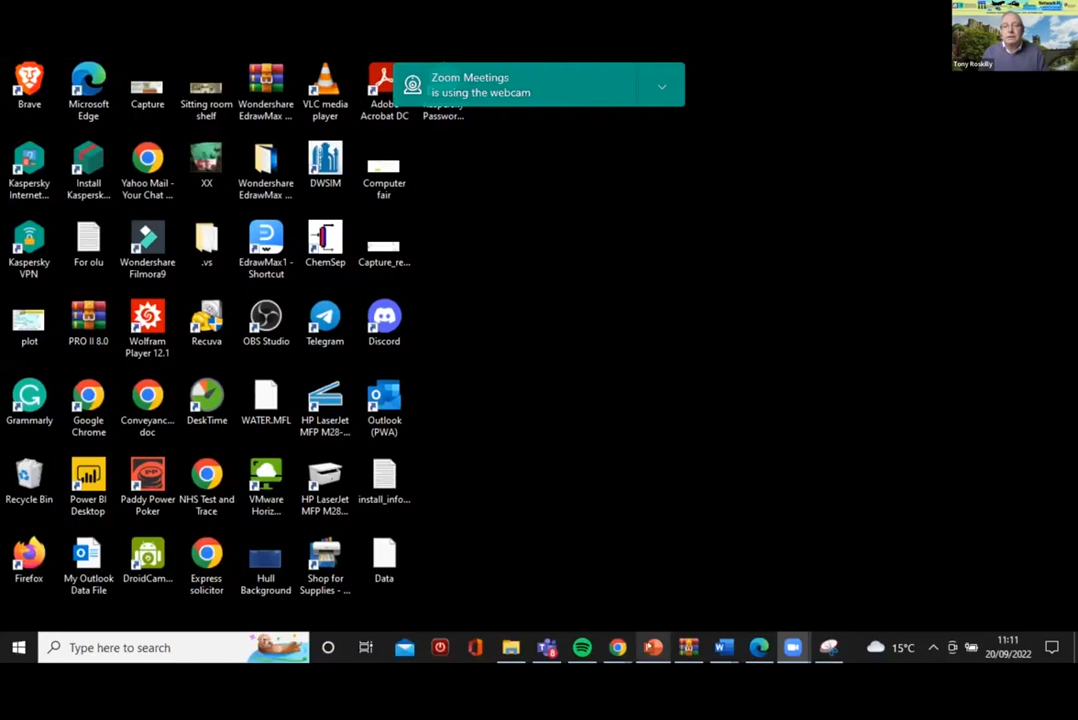 Zoom Meetings
is using the webcam
Tony Roskilly
Brave
Microsoft
Edge
Capture
Sitting room
shelf
Wondershare
EdrawMax ...
VLC media
player
Adob
Acrobat DC
Passwor...
Kaspersky
Internet...
Install
Kaspersk...
Yahoo Mail -
Your Chat ...
XX
Wondershare
EdrawMax ...
DWSIM
Computer
fair
Kaspersky
VPN
For olu
Wondershare
Filmora9
.vs
EdrawMax1 -
Shortcut
ChemSep
Capture_re...
plot
PRO II 8.0
Wolfram
Player 12.1
Recuva
OBS Studio
Telegram
Discord
Grammarly
Google
Chrome
Conveyanc...
doc
DeskTime
WATER.MFL
HP LaserJet
MFP M28-...
Outlook
(PWA)
Recycle Bin
Power BI
Desktop
Paddy Power
Poker
NHS Test and
Trace
VMware
Horiz...
HP LaserJet
MFP M28...
install_info...
Firefox
My Outlook
Data File
DroidCam...
Express
solicitor
Hull
Background
Shop for
Supplies - ...
Data
Type here to search
15°C
11:11
20/09/2022